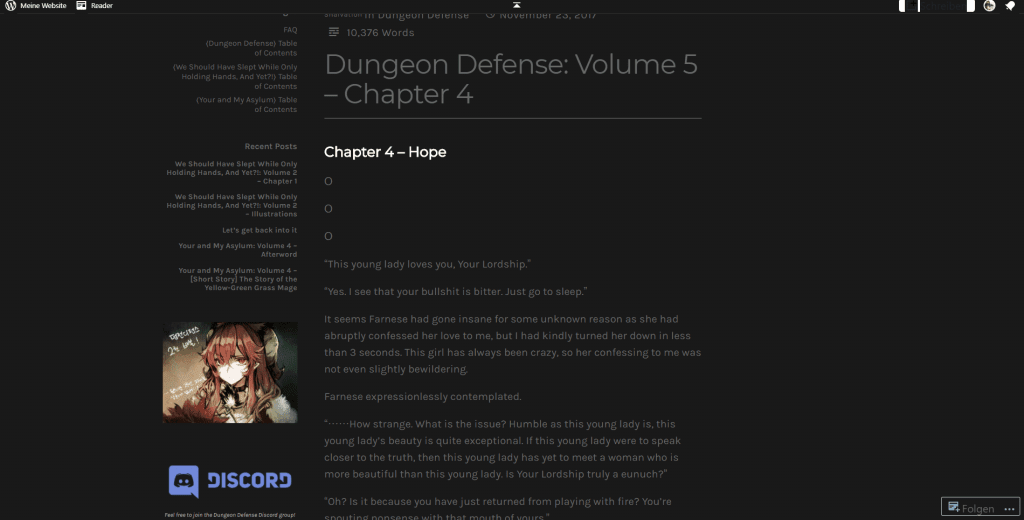 Meine Website
Reader
in Dungeon Defense
November 23, 2017
10,376 Words
FAQ
(Dungeon Defense) Table
of Contents
(We Should Have Slept While Only
Holding Hands, And Yet?!) Table
of Contents
(Your and My Asylum) Table
of Contents
Recent Posts
We Should Have Slept While Only
Holding Hands, And Yet?!: Volume 2
– Chapter 1
We Should Have Slept While Only
Holding Hands, And Yet?!: Volume 2
– Illustrations
Let's get back into it
Your and My Asylum: Volume 4 –
Afterword
Your and My Asylum: Volume 4 –
[Short Story] The Story of the
Yellow-Green Grass Mage
DISCORD
Feel free to join the Dungeon Defense Discord group!
Dungeon Defense: Volume 5
– Chapter 4
Chapter 4 – Hope
O
O
O
"This young lady loves you, Your Lordship."
"Yes. I see that your bullshit is bitter. Just go to sleep."
It seems Farnese had gone insane for some unknown reason as she had
abruptly confessed her love to me, but I had kindly turned her down in less
than 3 seconds. This girl has always been crazy, so her confessing to me was
not even slightly bewildering.
Farnese expressionlessly contemplated.
"⋯⋯How strange. What is the issue? Humble as this young lady is, this
young lady's beauty is quite exceptional. If this young lady were to speak
closer to the truth, then this young lady has yet to meet a woman who is
more beautiful than this young lady. Is Your Lordship truly a eunuch?"
"Oh? Is it because you have just returned from playing with fire? You're
spouting nonsense with that mouth of yours."
Folgen